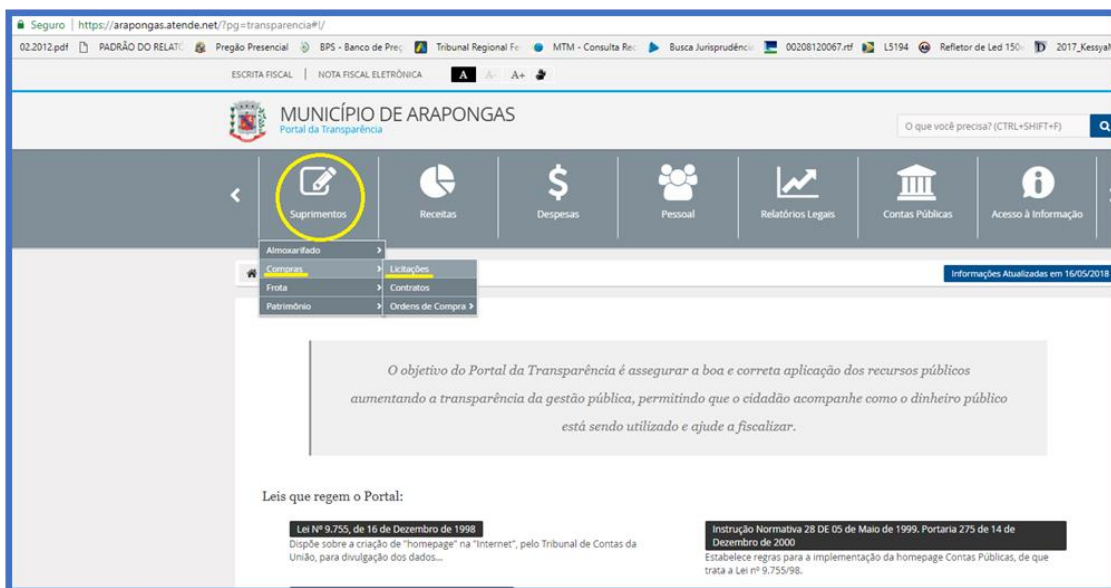 Seguro | https://arapongas.atende.net/?pg=transparencia#!/
02.2012.pdf PADRÃO DO RELATÓ Pregão Presencial BPS - Banco de Preç Tribunal Regional Fe MTM - Consulta Rec Busca Jurisprudência 00208120067.rtf L5194 Refletor de Led 150 2017_Kessyal
ESCRITA FISCAL | NOTA FISCAL ELETRÔNICA A A- A+
MUNICÍPIO DE ARAPONGAS
Portal da Transparência
O que você precisa? (CTRL+SHIFT+F)
Suprimentos Receitas Despesas Pessoal Relatórios Legais Contas Públicas Acesso à Informação
Almoxarifado
Compras Licitações
Frota Contratos
Patrimônio Ordens de Compra
Informações Atualizadas em 16/05/2018
O objetivo do Portal da Transparência é assegurar a boa e correta aplicação dos recursos públicos
aumentando a transparência da gestão pública, permitindo que o cidadão acompanhe como o dinheiro público
está sendo utilizado e ajude a fiscalizar.
Leis que regem o Portal:
Lei Nº 9.755, de 16 de Dezembro de 1998
Dispõe sobre a criação de "homepage" na "Internet", pelo Tribunal de Contas da
União, para divulgação dos dados...
Instrução Normativa 28 DE 05 de Maio de 1999. Portaria 275 de 14 de
Dezembro de 2000
Estabelece regras para a implementação da homepage Contas Públicas, de que
trata a Lei nº 9.755/98.